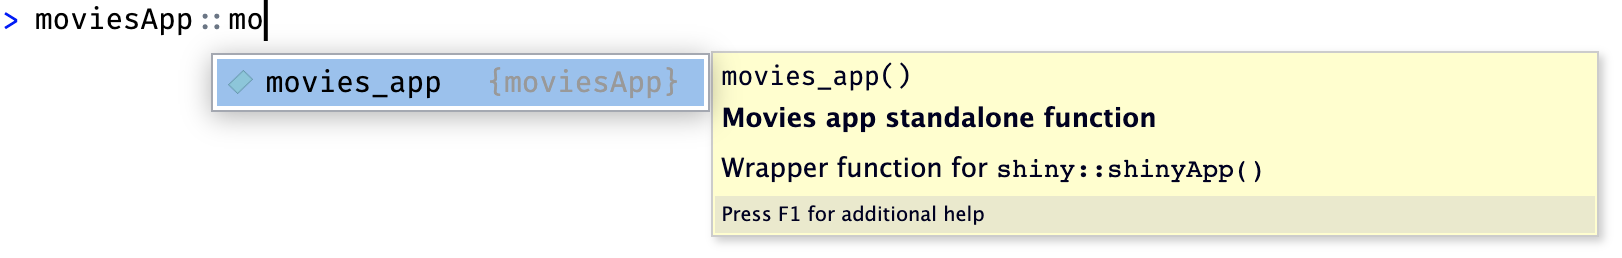 > moviesApp::mo
movies_app {moviesApp}
movies_app()
Movies app standalone function
Wrapper function for shiny::shinyApp()
Press F1 for additional help